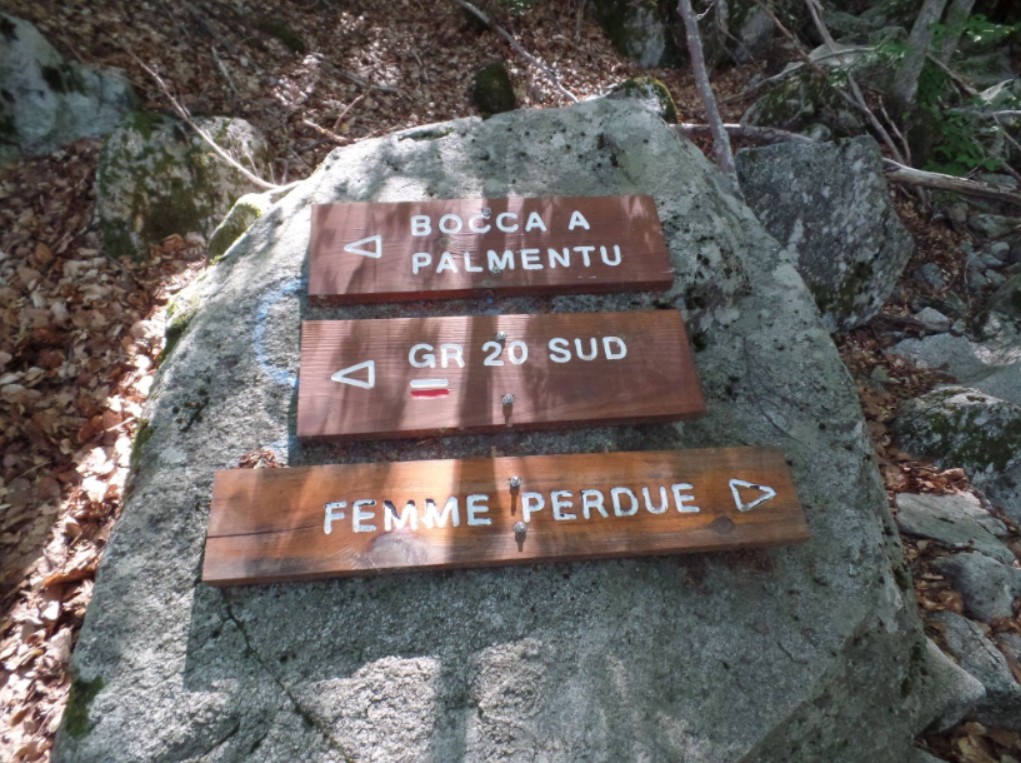 BOCCA A
PALMENTU
GR 20 SUD
FEMME PERDUE